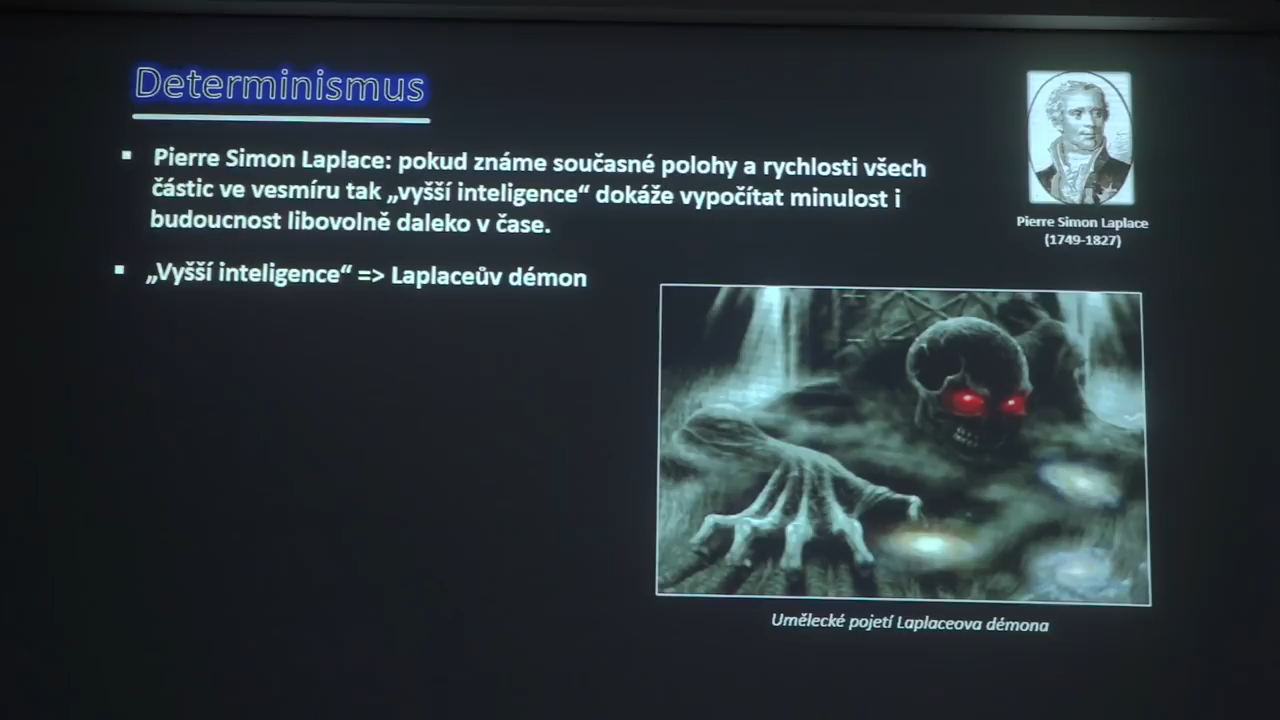 Determinismus
▪ Pierre Simon Laplace: pokud známe současné polohy a rychlosti všech
částic ve vesmíru tak „vyšší inteligence“ dokáže vypočítat minulost i
budoucnost libovolně daleko v čase.
▪ „Vyšší inteligence“ => Laplaceův démon
Pierre Simon Laplace
(1749-1827)
Umělecké pojetí Laplaceova démona